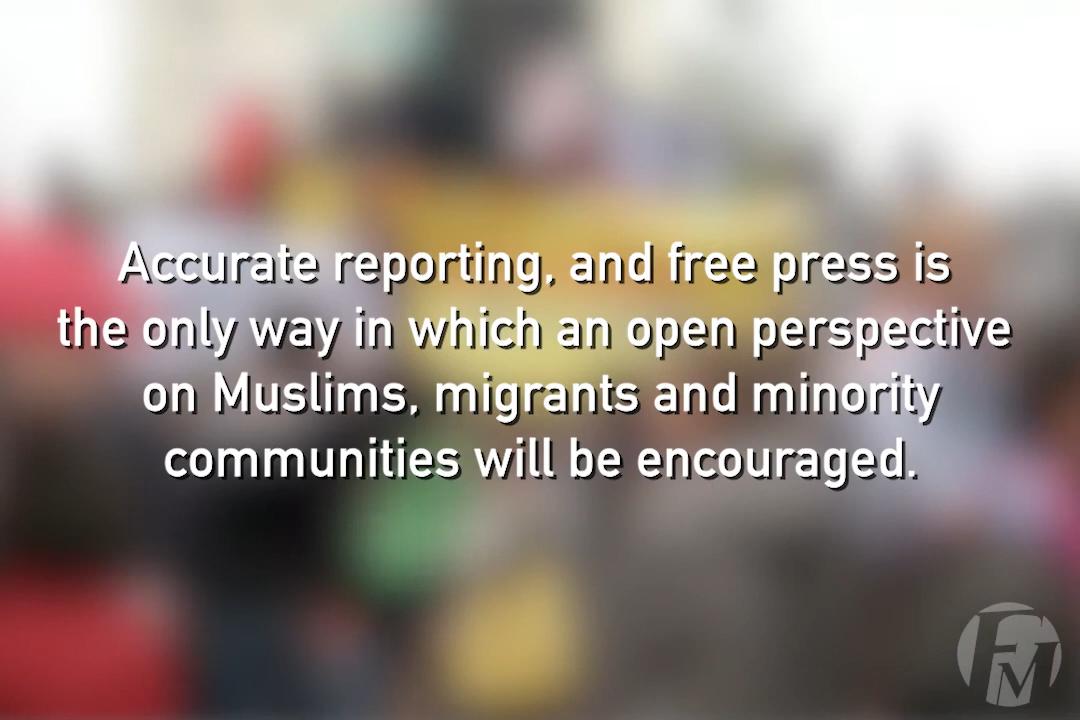 Accurate reporting, and free press is
the only way in which an open perspective
on Muslims, migrants and minority
communities will be encouraged.